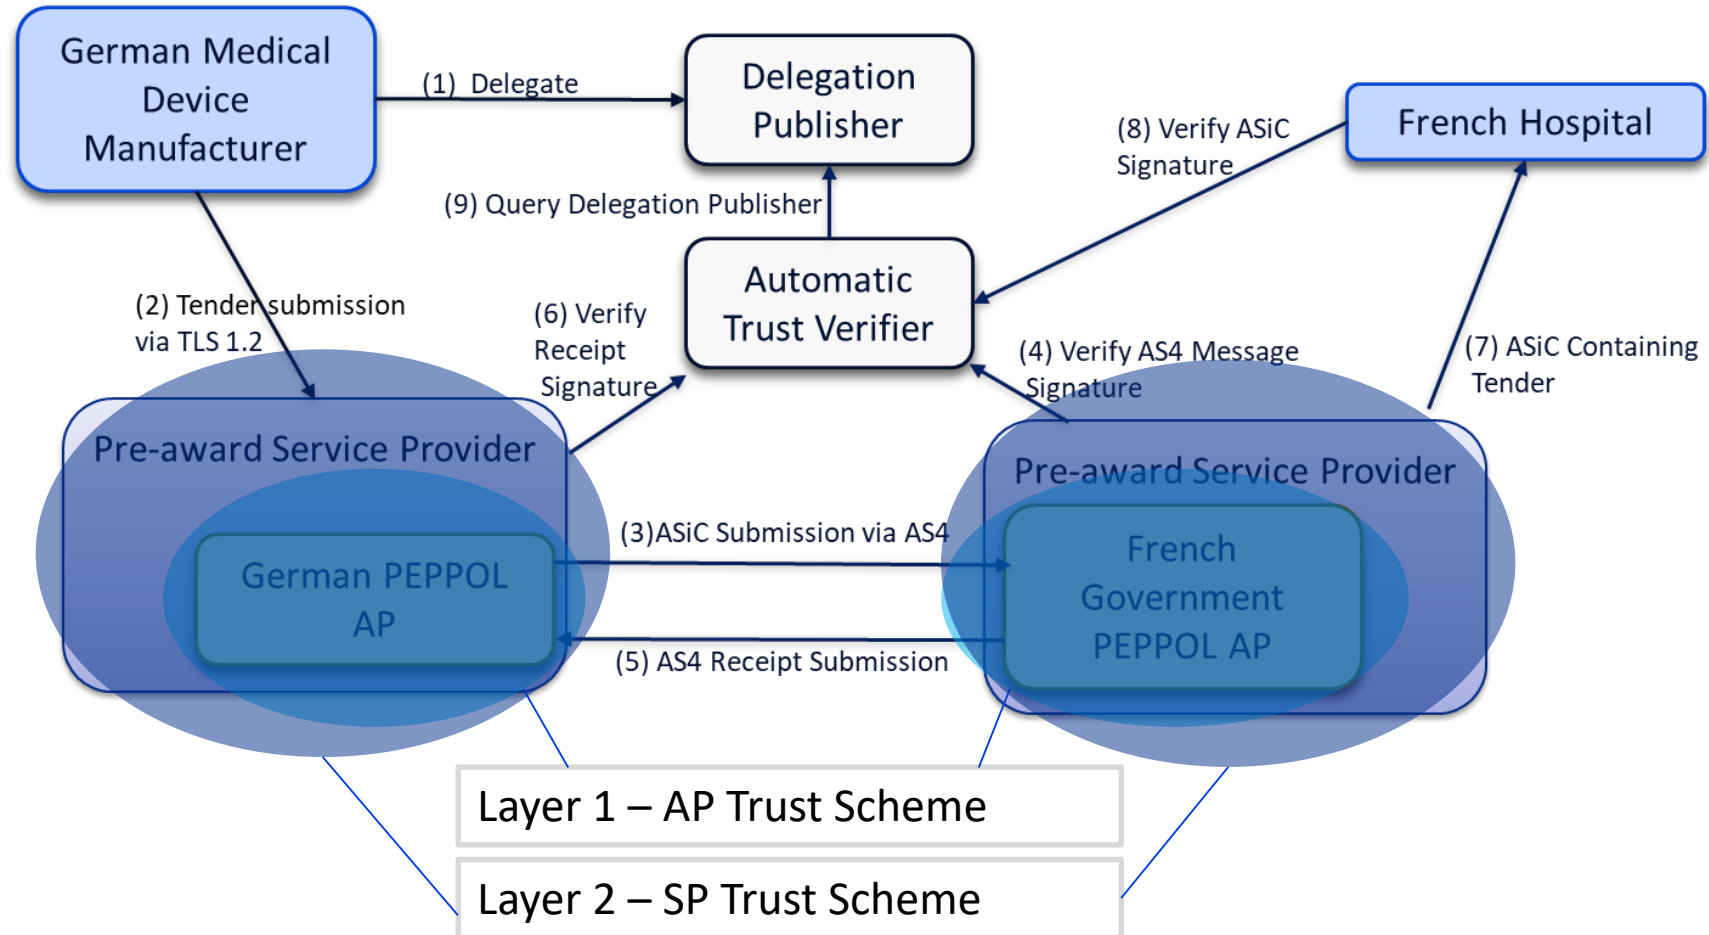 German Medical
Device
Manufacturer
(1)  Delegate
Delegation
Publisher
(8) Verify ASiC
Signature
French Hospital
(9) Query Delegation Publisher
Automatic
Trust Verifier
(2) Tender submission
via TLS 1.2
(6) Verify
Receipt
Signature
(4) Verify AS4 Message
Signature
(7) ASiC Containing
Tender
Pre-award Service Provider
Pre-award Service Provider
(3)ASiC Submission via AS4
German PEPPOL
AP
French
Government
PEPPOL AP
(5) AS4 Receipt Submission
Layer 1 – AP Trust Scheme
Layer 2 – SP Trust Scheme